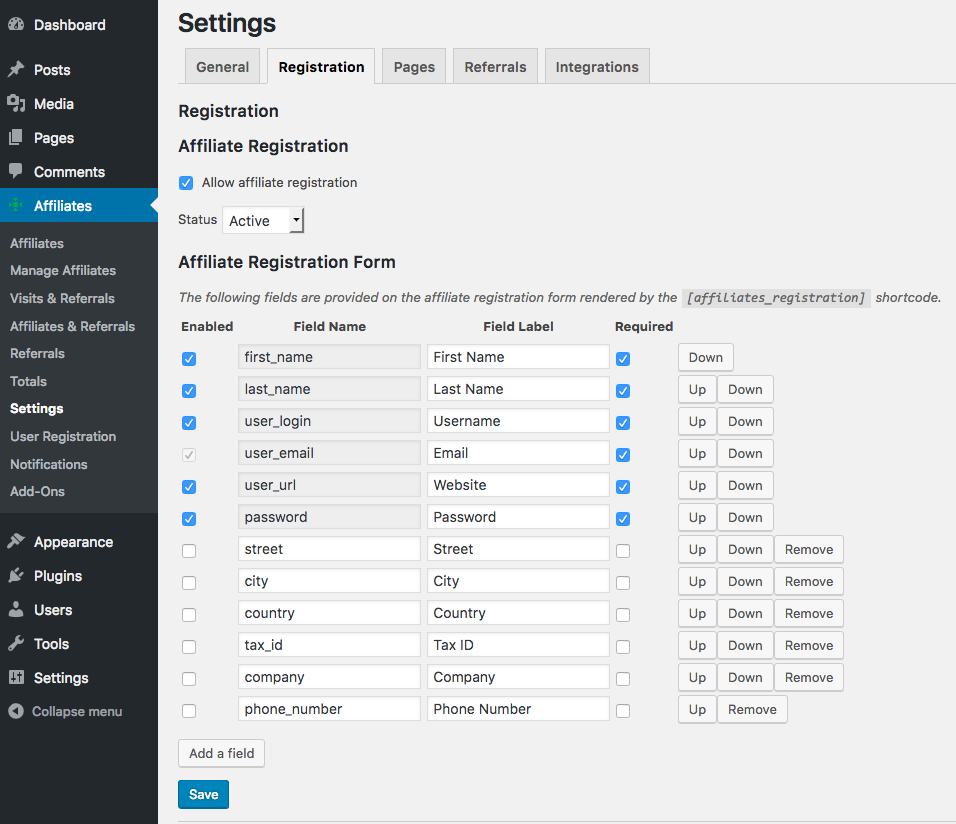 Dashboard
Posts
Media
Pages
Comments
Affiliates
Affiliates
Manage Affiliates
Visits & Referrals
Affiliates & Referrals
Referrals
Totals
Settings
User Registration
Notifications
Add-Ons
Appearance
Plugins
Users
Tools
Settings
Collapse menu
Settings
General Registration Pages Referrals Integrations
Registration
Affiliate Registration
Allow affiliate registration
Status Active
Affiliate Registration Form
The following fields are provided on the affiliate registration form rendered by the [affiliates_registration] shortcode.
Enabled Field Name Field Label Required
first_name First Name Down
last_name Last Name Up Down
user_login Username Up Down
user_email Email Up Down
user_url Website Up Down
password Password Up Down
street Street Up Down Remove
city City Up Down Remove
country Country Up Down Remove
tax_id Tax ID Up Down Remove
company Company Up Down Remove
phone_number Phone Number Up Remove
Add a field
Save